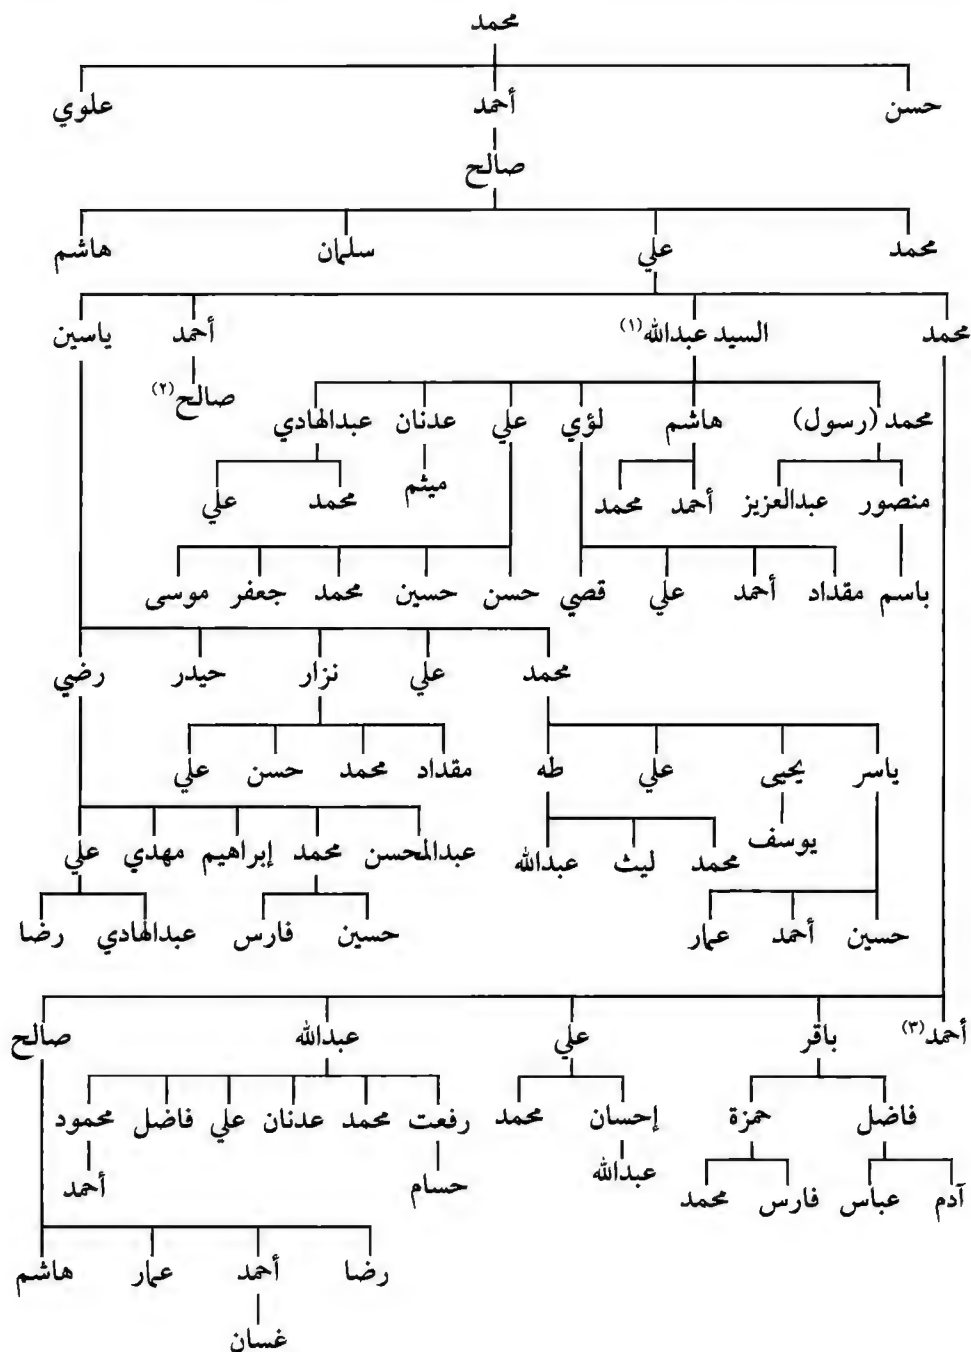 محمد
حسن أحمد علوي
صالح
محمد علي سلمان هاشم
محمد السيد عبدالله(١) أحمد ياسين
صالح(٢)
محمد (رسول) هاشم لؤي علي عدنان عبدالهادي
منصور عبدالعزيز أحمد محمد ميثم محمد علي
باسم مقداد أحمد علي قصي حسن حسين محمد جعفر موسى
محمد علي نزار حيدر رضي
ياسر يحيى علي طه مقداد محمد حسن علي
يوسف محمد ليث عبدالله عبدالمحسن محمد إبراهيم مهدي علي
حسين أحمد عمار حسين فارس عبدالهادي رضا
أحمد(٣) باقر علي عبدالله صالح
فاضل حمزة إحسان محمد رفعت محمد عدنان علي فاضل محمود
آدم عباس فارس محمد عبدالله حسام أحمد
رضا أحمد عمار هاشم
غسان